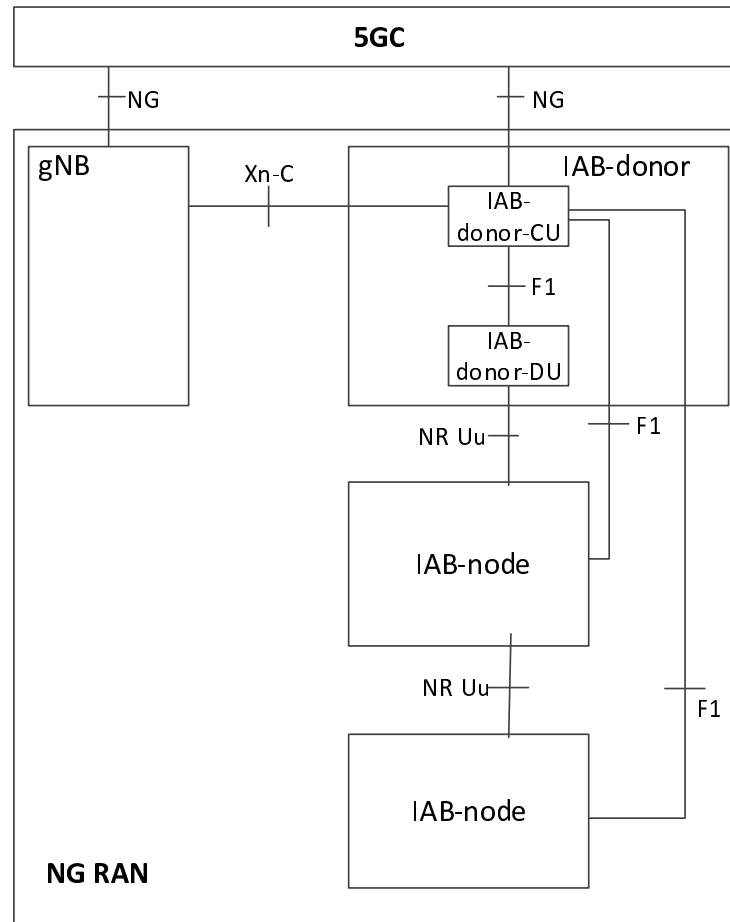 5GC
NG
NG
gNB
Xn-C
IAB-donor
IAB-
donor-CU
F1
IAB-
donor-DU
NR Uu
F1
IAB-node
NR Uu
F1
IAB-node
NG RAN